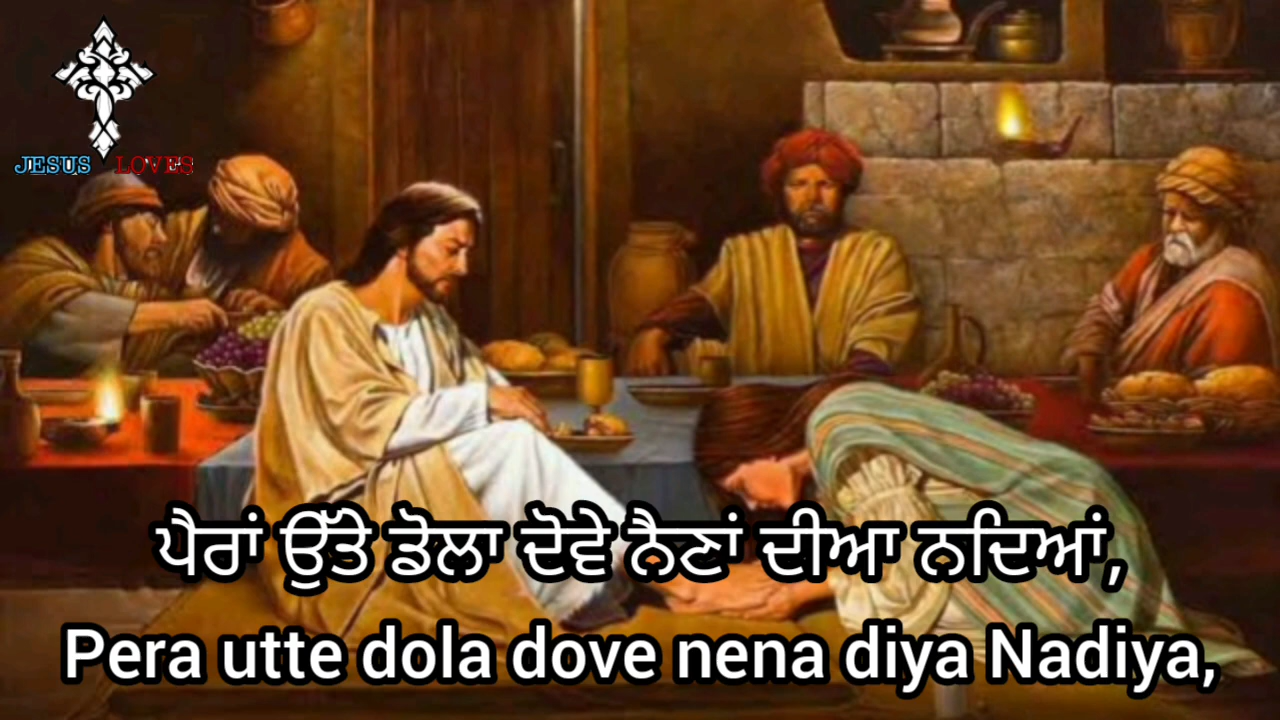 JESUS LOVES
ਪੈਰਾਂ ਉੱਤੇ ਡੋਲਾ ਦੋਵੇ ਨੈਣਾਂ ਦੀਆ ਨਦਿਆਂ,
Pera utte dola dove nena diya Nadiya,